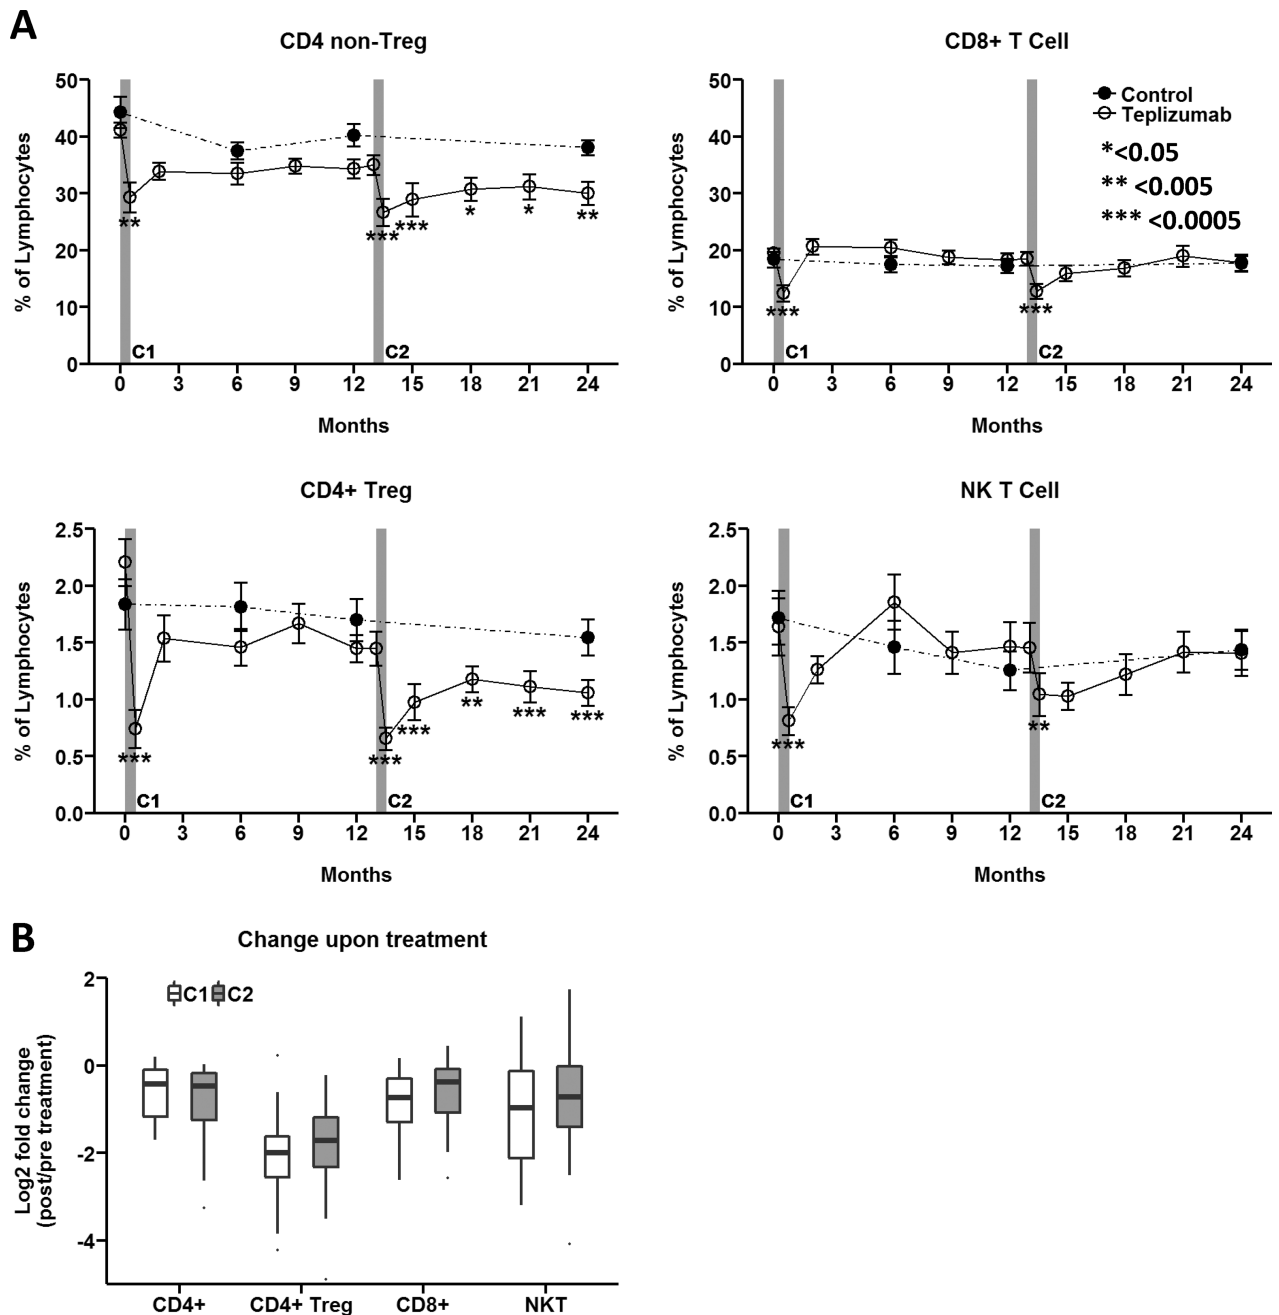 A
CD4 non-Treg
% of Lymphocytes
50
40
30
20
10
0
**
***
***
*
*
**
C1
C2
0 3 6 9 12 15 18 21 24
Months
CD8+ T Cell
% of Lymphocytes
50
40
30
20
10
0
Control
Teplizumab
*<0.05
** <0.005
*** <0.0005
***
***
C1
C2
0 3 6 9 12 15 18 21 24
Months
CD4+ Treg
% of Lymphocytes
2.5
2.0
1.5
1.0
0.5
0.0
***
***
***
**
***
***
C1
C2
0 3 6 9 12 15 18 21 24
Months
NK T Cell
% of Lymphocytes
2.5
2.0
1.5
1.0
0.5
0.0
***
**
C1
C2
0 3 6 9 12 15 18 21 24
Months
B
Change upon treatment
Log2 fold change
(post/pre treatment)
2
0
-2
-4
C1 C2
CD4+ CD4+ Treg CD8+ NKT